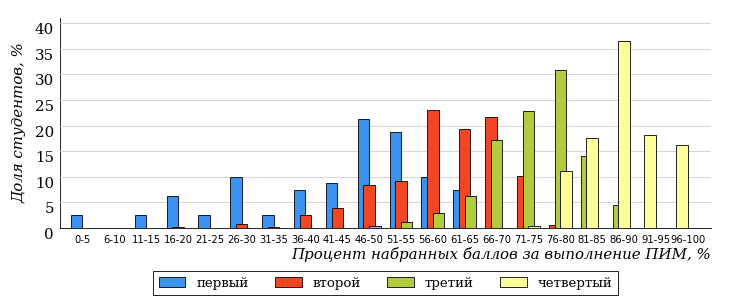 40
35
30
25
20
15
10
5
0
Доля студентов, %
0-5 6-10 11-15 16-20 21-25 26-30 31-35 36-40 41-45 46-50 51-55 56-60 61-65 66-70 71-75 76-80 81-85 86-90 91-95 96-100
Процент набранных баллов за выполнение ПИМ, %
первый второй третий четвертый